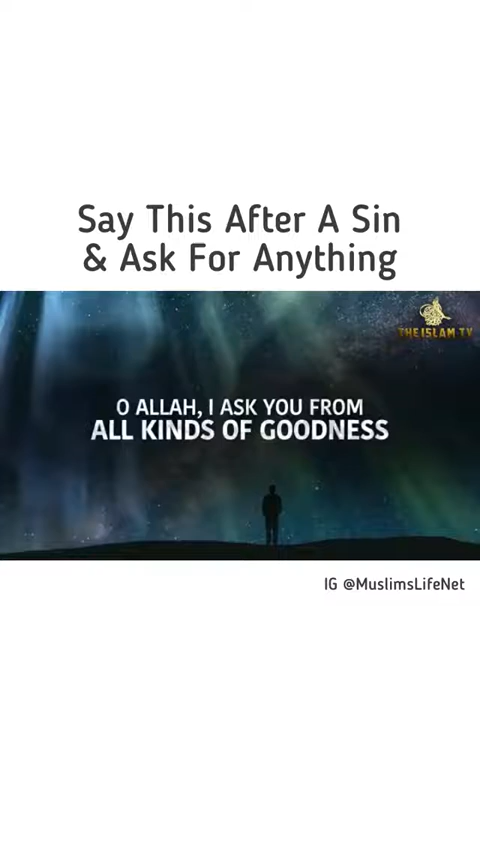 Say This After A Sin
& Ask For Anything
THE ISLAM TV
O ALLAH, I ASK YOU FROM
ALL KINDS OF GOODNESS
IG @MuslimsLifeNet